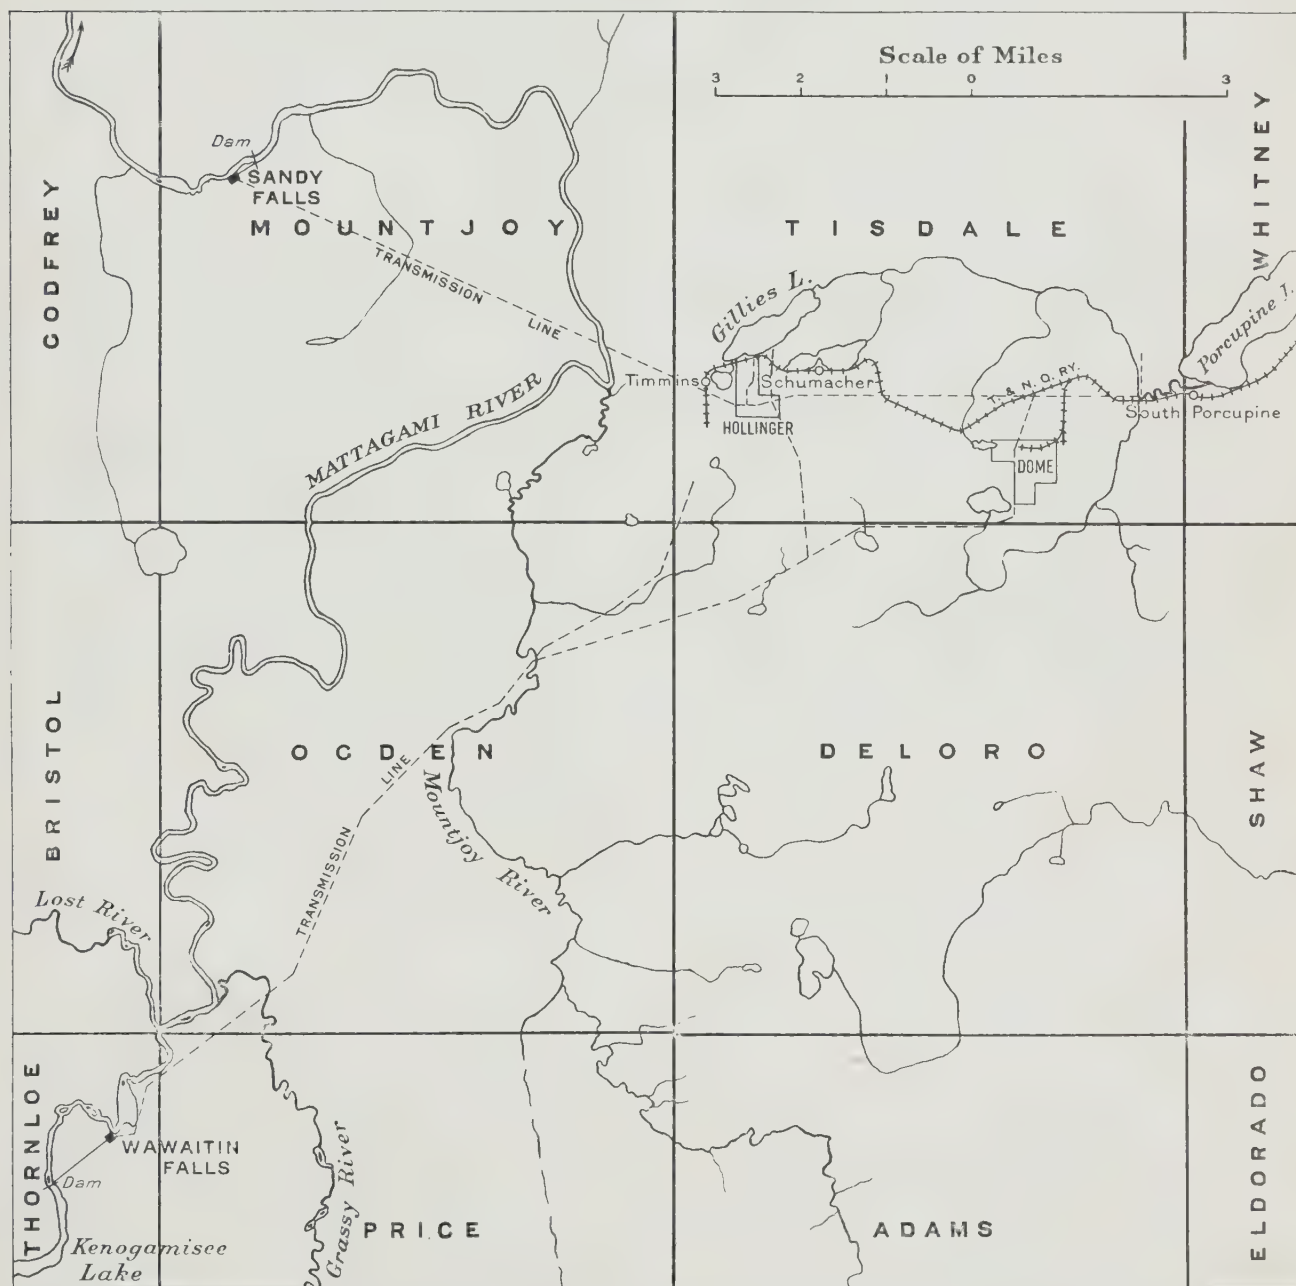 Scale of Miles
3 2 1 0 3
Dam
SANDY
FALLS
GODFREY
MOUNTJOY
TISDALE
WHITNEY
TRANSMISSION
LINE
Gillies L.
Porcupine L.
Timmins
Schumacher
T. & N. O. RY.
South Porcupine
MATTAGAMI RIVER
HOLLINGER
DOME
BRISTOL
OGDEN
DELORO
SHAW
LINE
TRANSMISSION
Mountjoy River
Lost River
THORNLOE
WAWAITIN
FALLS
Dam
Kenogamisee
Lake
Grassy River
PRICE
ADAMS
ELDORADO